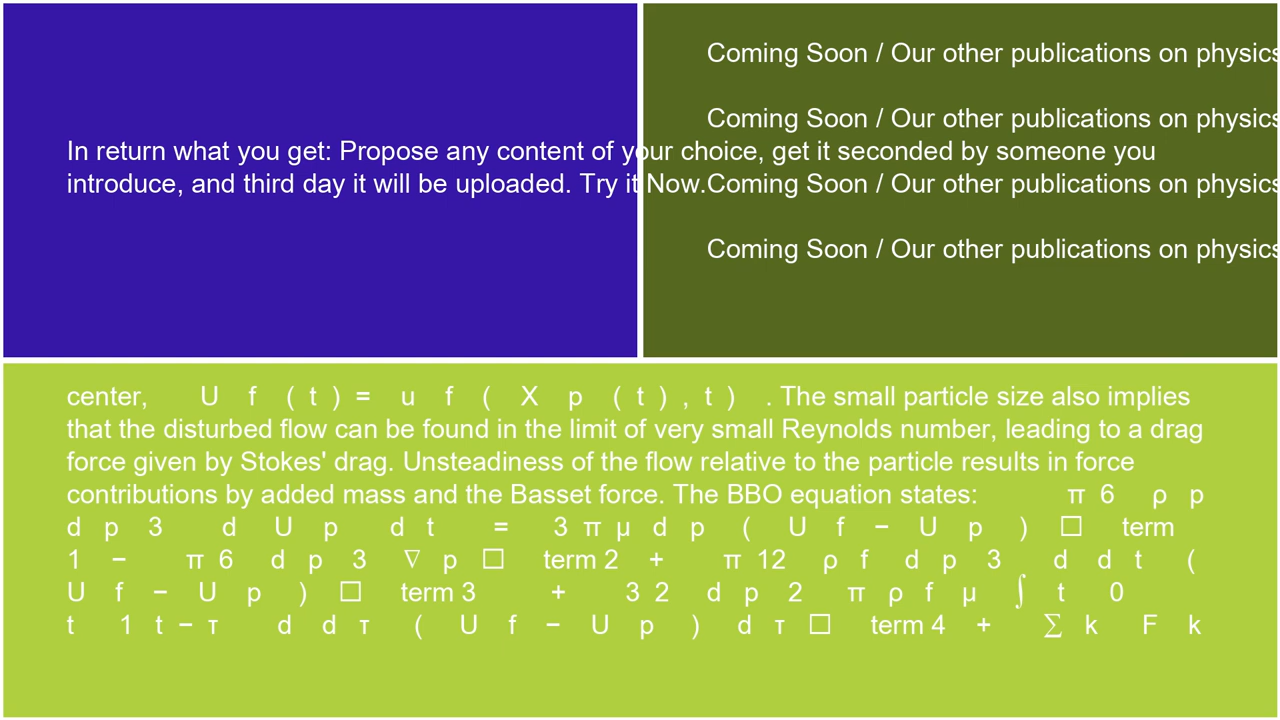 In return what you get: Propose any content of your choice, get it seconded by someone you
introduce, and third day it will be uploaded. Try it Now.
Coming Soon / Our other publications on physics
Coming Soon / Our other publications on physics
Coming Soon / Our other publications on physics
Coming Soon / Our other publications on physics
center, U f ( t ) = u f ( X p ( t ) , t ) . The small particle size also implies
that the disturbed flow can be found in the limit of very small Reynolds number, leading to a drag
force given by Stokes' drag. Unsteadiness of the flow relative to the particle results in force
contributions by added mass and the Basset force. The BBO equation states: π 6 ρ p
d p 3 d U p d t = 3 π μ d p ( U f − U p ) ☐ term
1 − π 6 d p 3 ∇ p ☐ term 2 + π 12 ρ f d p 3 d d t (
U f − U p ) ☐ term 3 + 3 2 d p 2 π ρ f μ ∫ t 0
t 1 t − τ d d τ ( U f − U p ) d τ ☐ term 4 + ∑ k F k